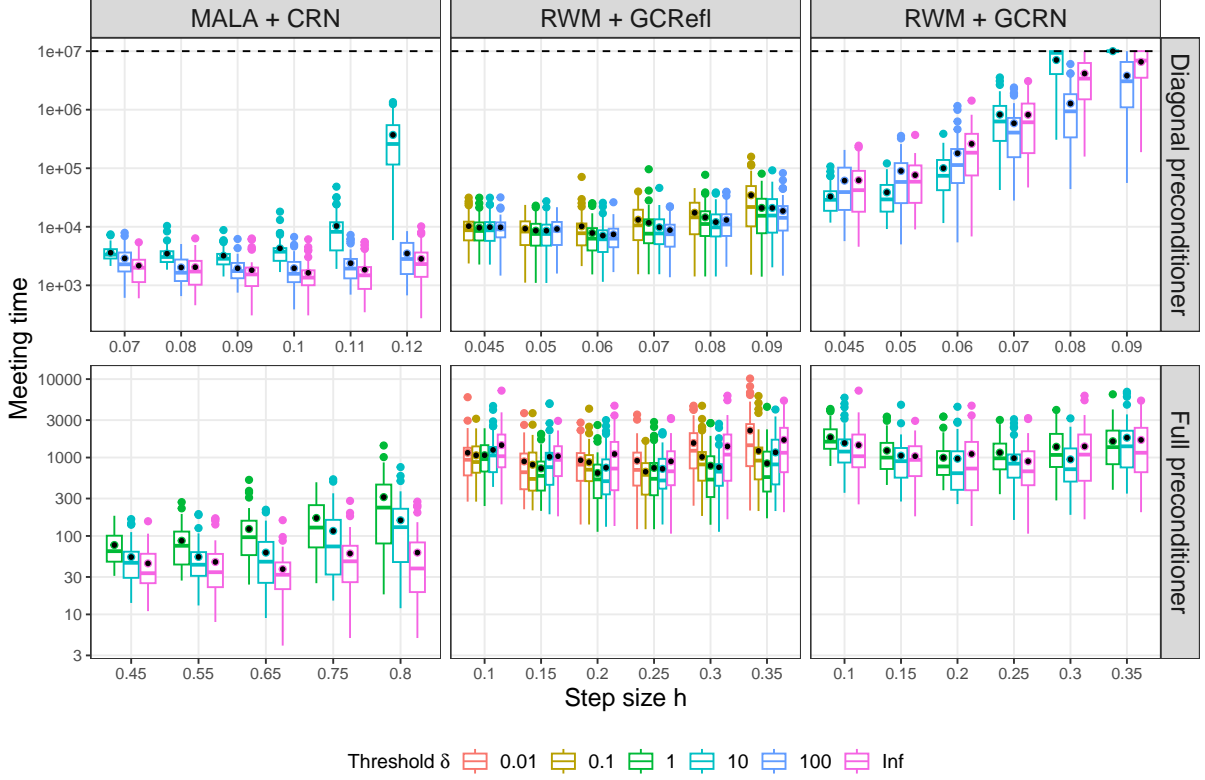 MALA + CRN
RWM + GCRefl
RWM + GCRN
Meeting time
1e+07
1e+06
1e+05
1e+04
1e+03
Diagonal preconditioner
0.07 0.08 0.09 0.1 0.11 0.12
0.045 0.05 0.06 0.07 0.08 0.09
0.045 0.05 0.06 0.07 0.08 0.09
10000
3000
1000
300
100
30
10
3
Full preconditioner
0.45 0.55 0.65 0.75 0.8
0.1 0.15 0.2 0.25 0.3 0.35
0.1 0.15 0.2 0.25 0.3 0.35
Step size h
Threshold δ 0.01 0.1 1 10 100 Inf